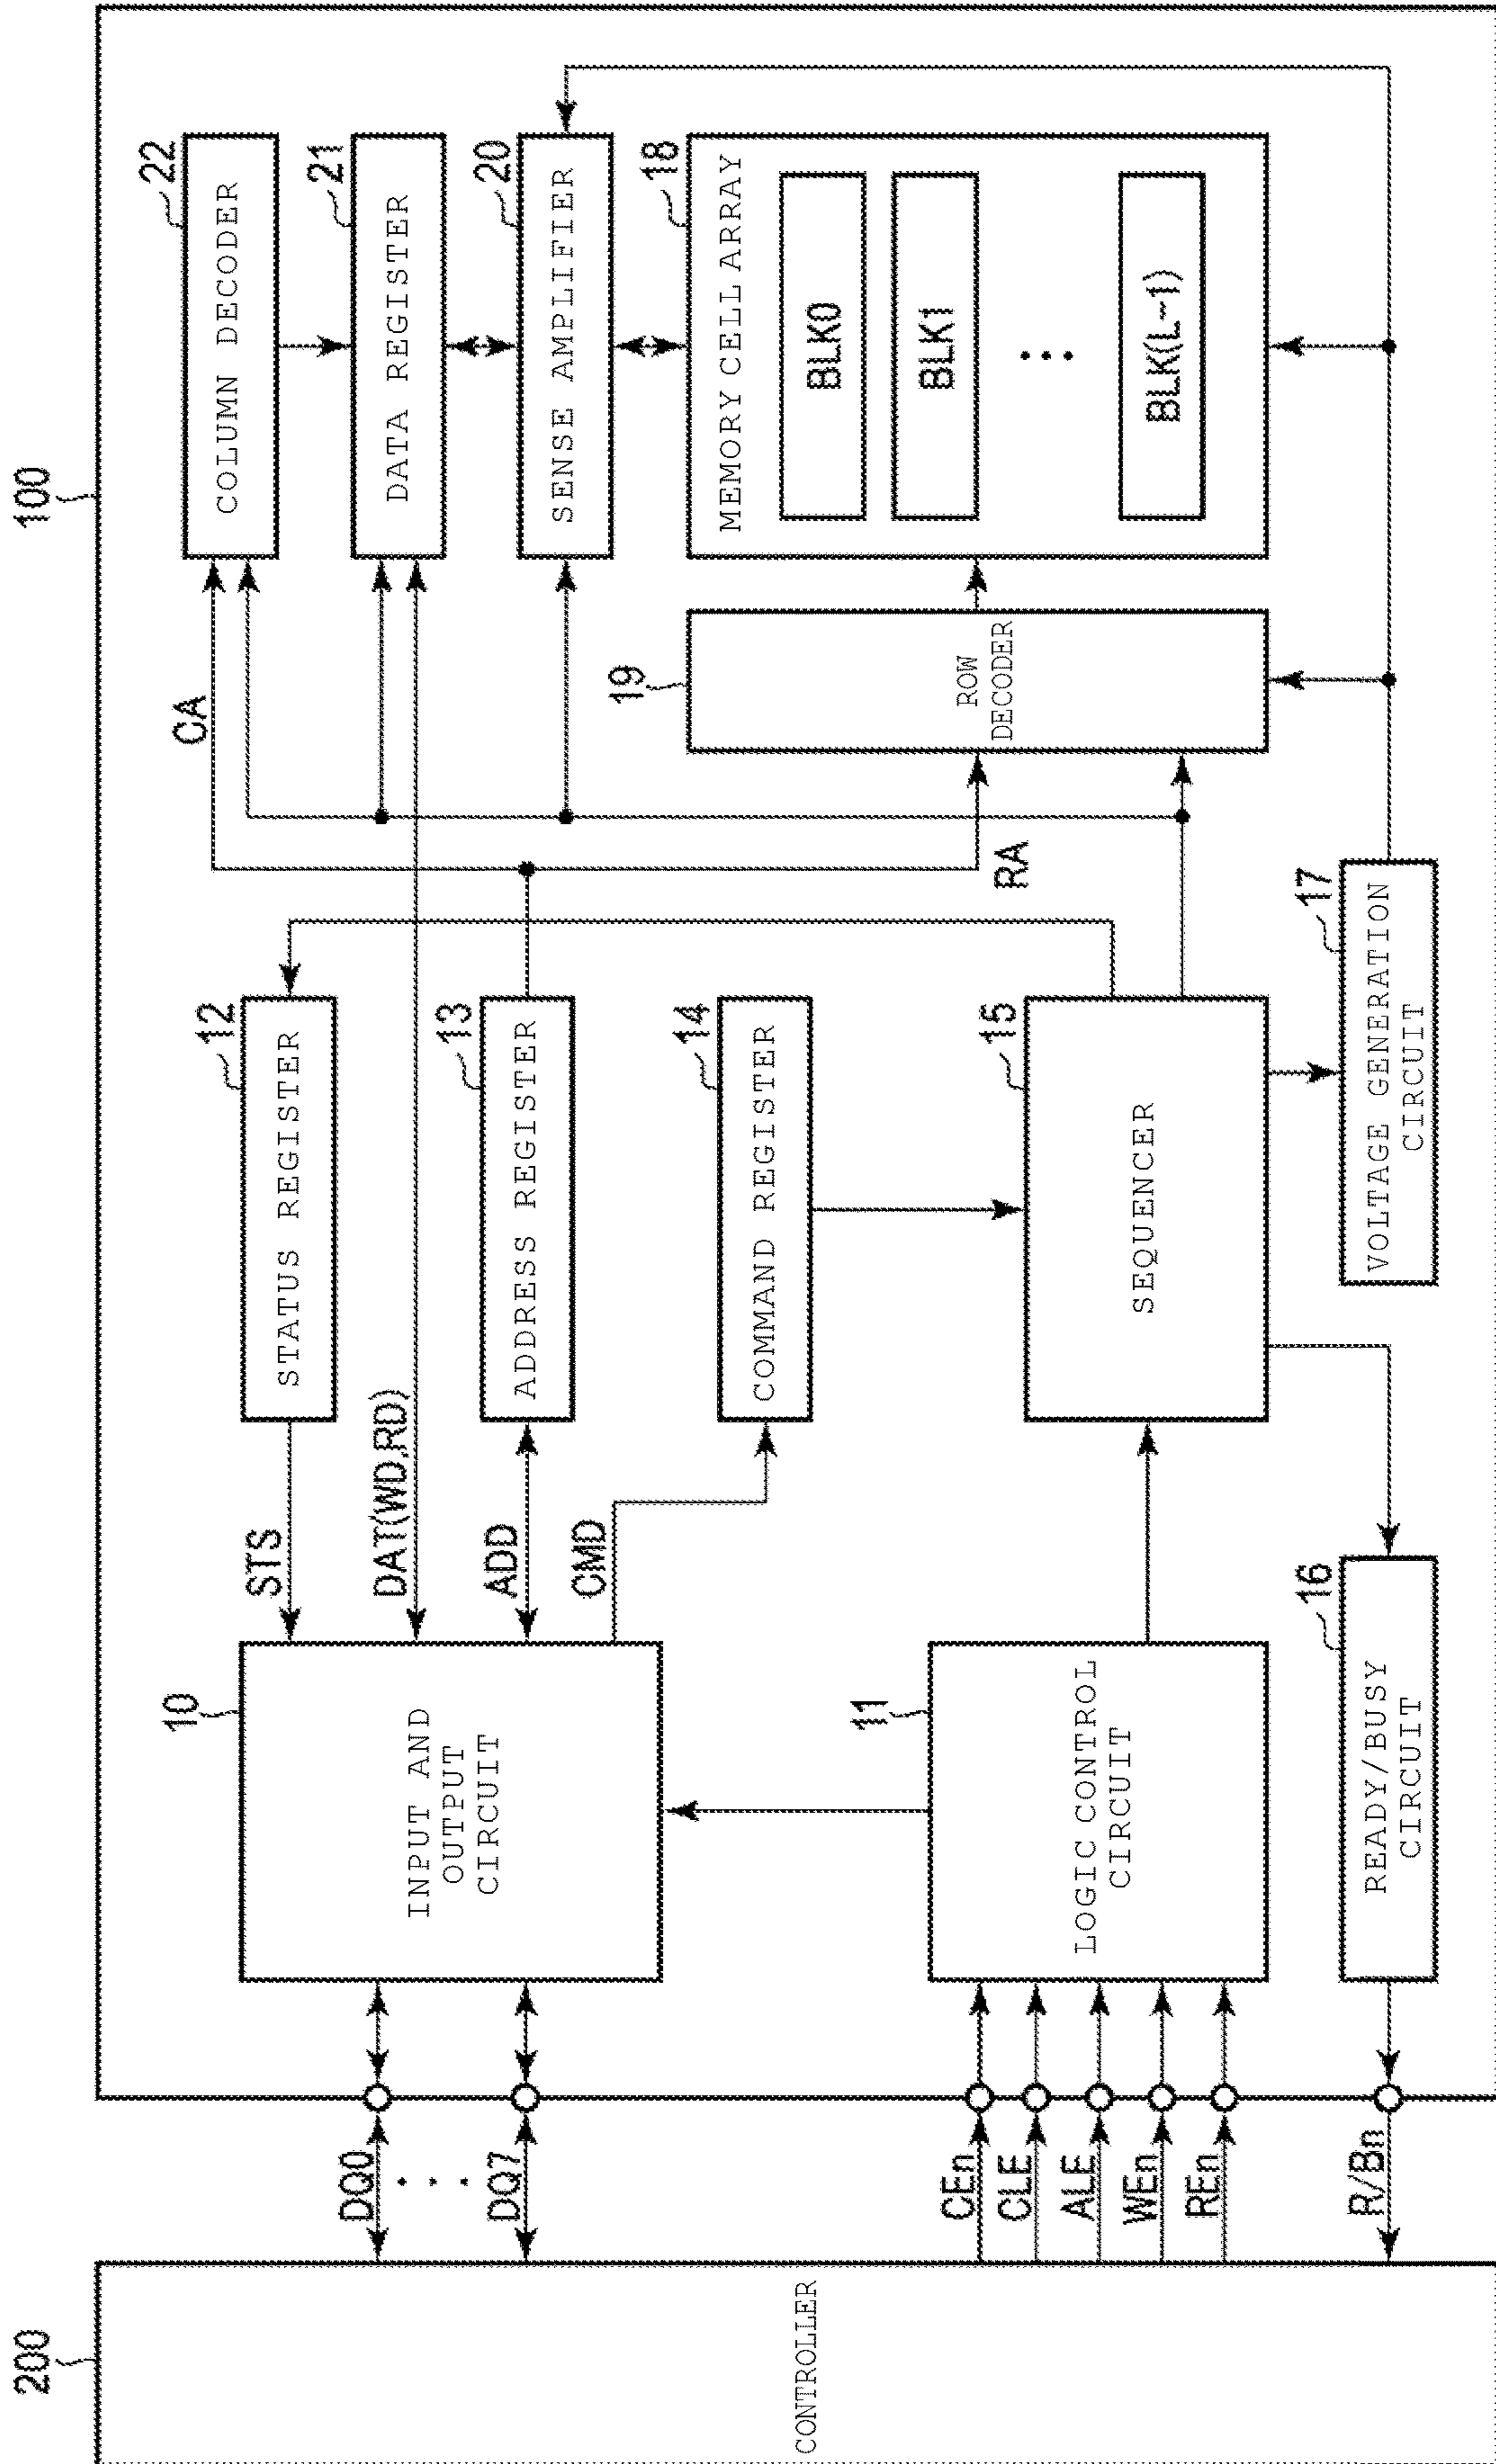 200
CONTROLLER
100
DQ0
. . .
DQ7
CEn
CLE
ALE
WEn
REn
R/Bn
10
INPUT AND
OUTPUT
CIRCUIT
11
LOGIC CONTROL
CIRCUIT
16
READY/BUSY
CIRCUIT
STS
DAT(WD,RD)
ADD
CMD
12
STATUS REGISTER
13
ADDRESS REGISTER
14
COMMAND REGISTER
15
SEQUENCER
17
VOLTAGE GENERATION
CIRCUIT
CA
RA
19
ROW
DECODER
22
COLUMN DECODER
21
DATA REGISTER
20
SENSE AMPLIFIER
18
MEMORY CELL ARRAY
BLK0
BLK1
...
BLK(L-1)